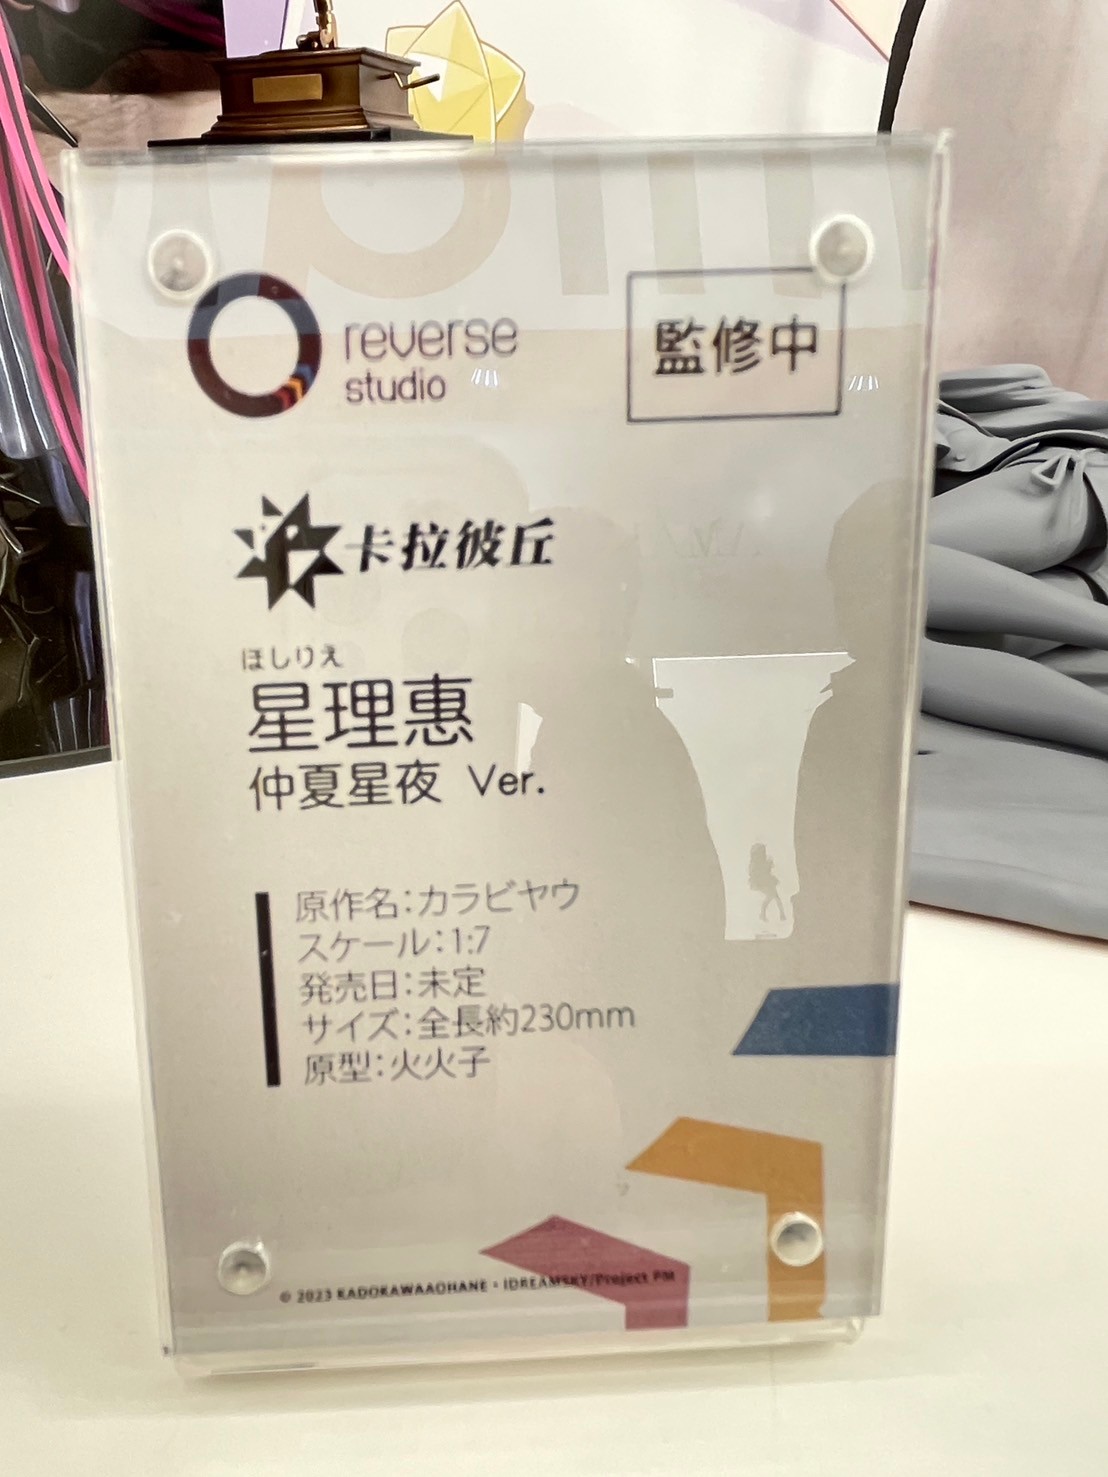 reverse
studio
監修中
卡拉彼丘
ほしりえ
星理惠
仲夏星夜 Ver.
原作名：カラビヤウ
スケール：1:7
発売日：未定
サイズ：全長約230mm
原型：火火子
© 2023 KADOKAWAAOHANE・IDREAMSKY/Project PM